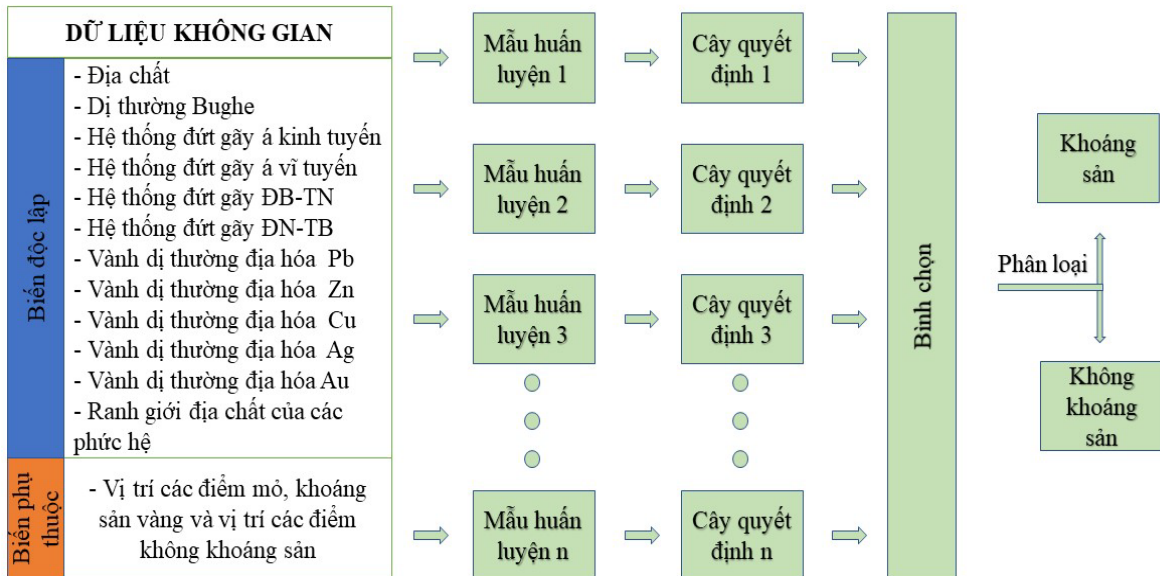 DỮ LIỆU KHÔNG GIAN
Biến độc lập
- Địa chất
- Dị thường Bughe
- Hệ thống đứt gãy á kinh tuyến
- Hệ thống đứt gãy á vĩ tuyến
- Hệ thống đứt gãy ĐB-TN
- Hệ thống đứt gãy ĐN-TB
- Vành dị thường địa hóa Pb
- Vành dị thường địa hóa Zn
- Vành dị thường địa hóa Cu
- Vành dị thường địa hóa Ag
- Vành dị thường địa hóa Au
- Ranh giới địa chất của các
phức hệ
Biến phụ
thuộc
- Vị trí các điểm mỏ, khoáng
sản vàng và vị trí các điểm
không khoáng sản
Mẫu huấn
luyện 1
Cây quyết
định 1
Mẫu huấn
luyện 2
Cây quyết
định 2
Mẫu huấn
luyện 3
Cây quyết
định 3
Mẫu huấn
luyện n
Cây quyết
định n
Bình chọn
Phân loại
Khoáng
sản
Không
khoáng
sản